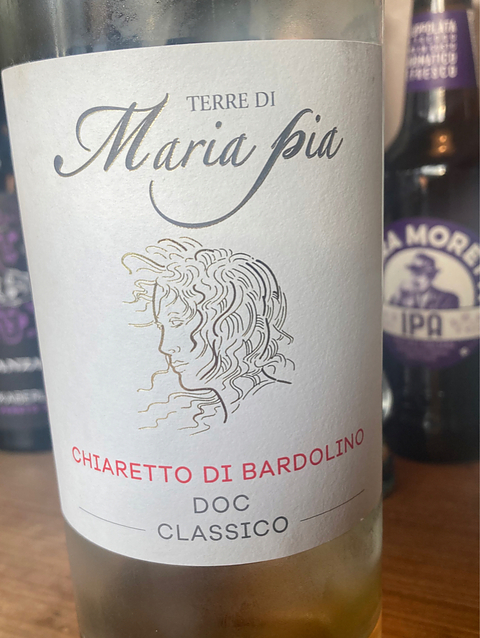 TERRE DI
Maria pia
CHIARETTO DI BARDOLINO
DOC
CLASSICO
IPA